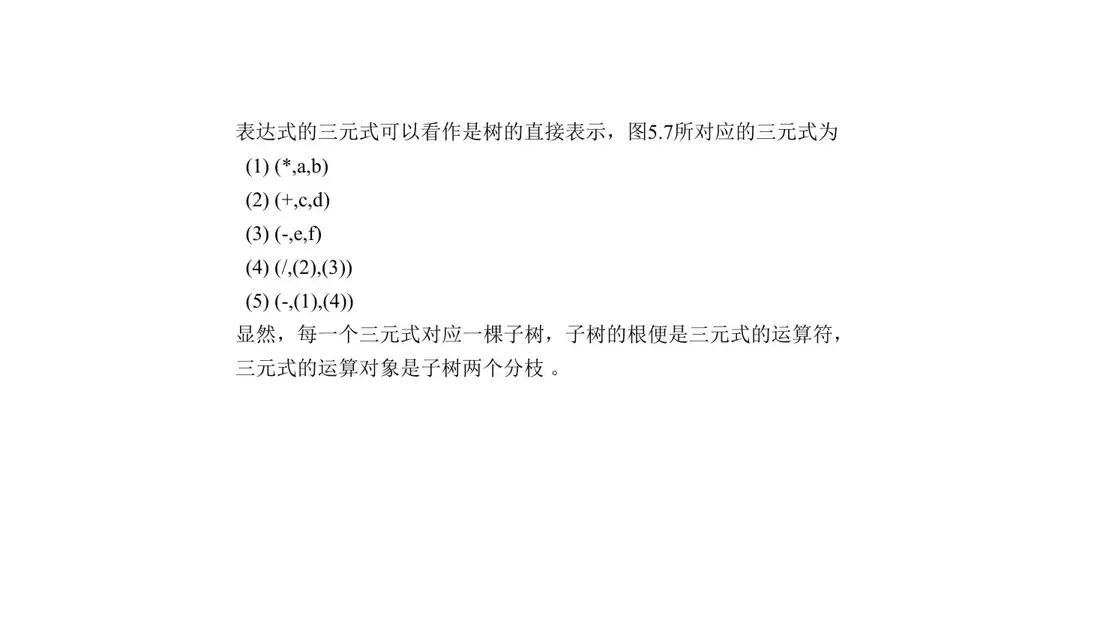 表达式的三元式可以看作是树的直接表示，图5.7所对应的三元式为
(1) (*,a,b)
(2) (+,c,d)
(3) (-,e,f)
(4) (/,(2),(3))
(5) (-,(1),(4))
显然，每一个三元式对应一棵子树，子树的根便是三元式的运算符，
三元式的运算对象是子树两个分枝 。